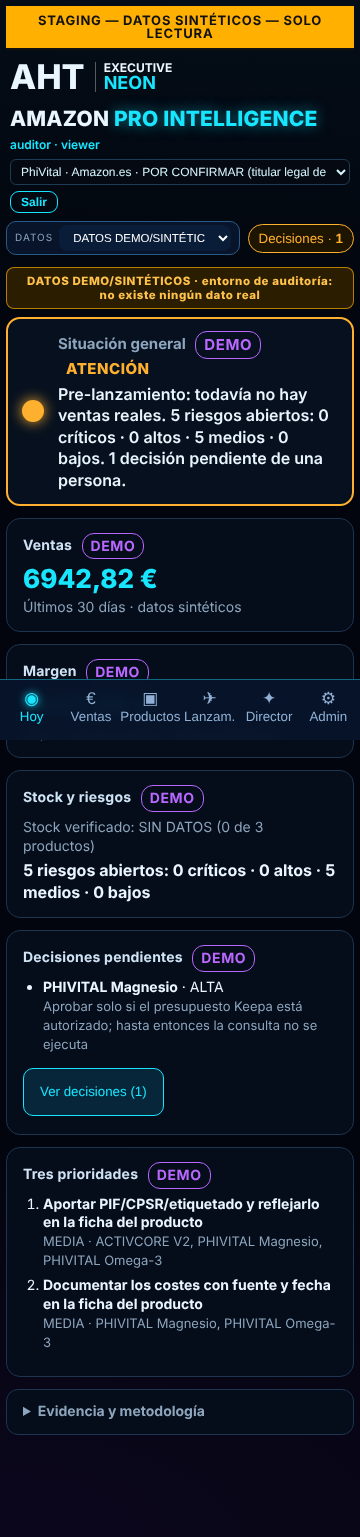 STAGING — DATOS SINTÉTICOS — SOLO
LECTURA
AHT
EXECUTIVE
NEON
AMAZON PRO INTELLIGENCE
auditor · viewer
PhiVital · Amazon.es · POR CONFIRMAR (titular legal de
Salir
DATOS
DATOS DEMO/SINTÉTIC
Decisiones · 1
DATOS DEMO/SINTÉTICOS · entorno de auditoría:
no existe ningún dato real
Situación general DEMO
ATENCIÓN
Pre-lanzamiento: todavía no hay
ventas reales. 5 riesgos abiertos: 0
críticos · 0 altos · 5 medios · 0
bajos. 1 decisión pendiente de una
persona.
Ventas DEMO
6942,82 €
Últimos 30 días · datos sintéticos
Margen DEMO
Hoy
€
Ventas
Productos
Lanzam.
Director
Admin
Stock y riesgos DEMO
Stock verificado: SIN DATOS (0 de 3
productos)
5 riesgos abiertos: 0 críticos · 0 altos · 5
medios · 0 bajos
Decisiones pendientes DEMO
• PHIVITAL Magnesio · ALTA
Aprobar solo si el presupuesto Keepa está
autorizado; hasta entonces la consulta no se
ejecuta
Ver decisiones (1)
Tres prioridades DEMO
1. Aportar PIF/CPSR/etiquetado y reflejarlo
en la ficha del producto
MEDIA · ACTIVCORE V2, PHIVITAL Magnesio,
PHIVITAL Omega-3
2. Documentar los costes con fuente y fecha
en la ficha del producto
MEDIA · PHIVITAL Magnesio, PHIVITAL Omega-
3
▶ Evidencia y metodología